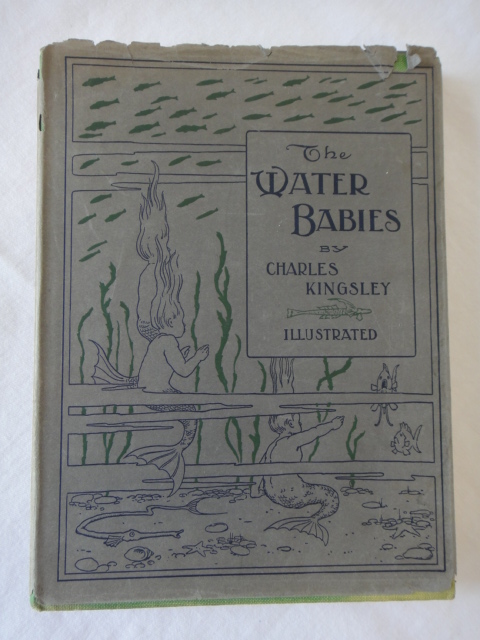 The
WATER
BABIES
BY
CHARLES
KINGSLEY
ILLUSTRATED